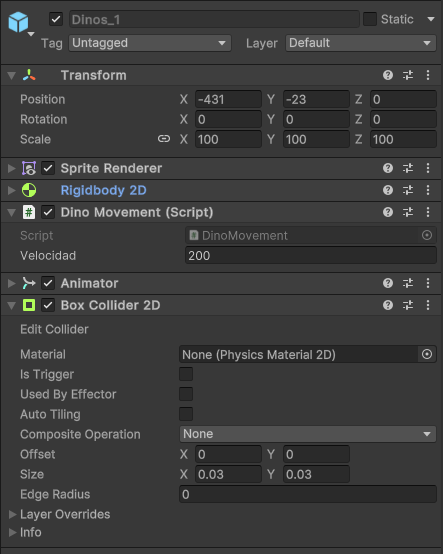 Dinos_1 Static
Tag Untagged Layer Default
Transform
Position X -431 Y -23 Z 0
Rotation X 0 Y 0 Z 0
Scale X 100 Y 100 Z 100
Sprite Renderer
Rigidbody 2D
# Dino Movement (Script)
Script # DinoMovement
Velocidad 200
Animator
Box Collider 2D
Edit Collider
Material None (Physics Material 2D)
Is Trigger
Used By Effector
Auto Tiling
Composite Operation None
Offset X 0 Y 0
Size X 0.03 Y 0.03
Edge Radius 0
Layer Overrides
Info